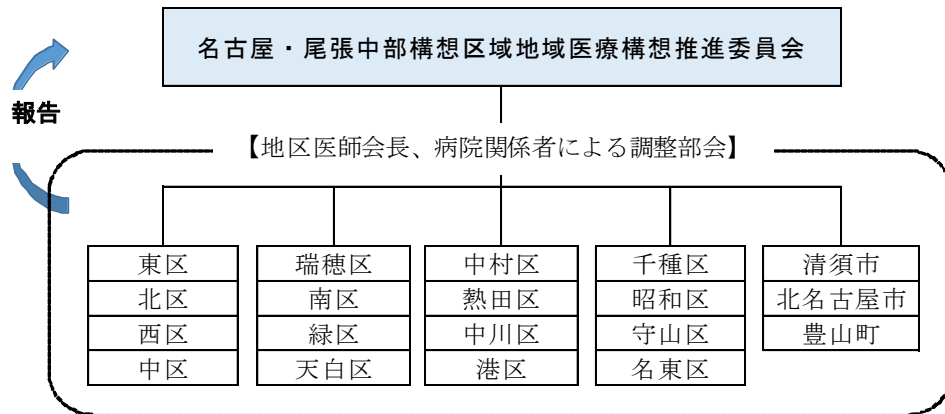 名古屋・尾張中部構想区域地域医療構想推進委員会
報告
【地区医師会長、病院関係者による調整部会】
東区
北区
西区
中区
瑞穂区
南区
緑区
天白区
中村区
熱田区
中川区
港区
千種区
昭和区
守山区
名東区
清須市
北名古屋市
豊山町